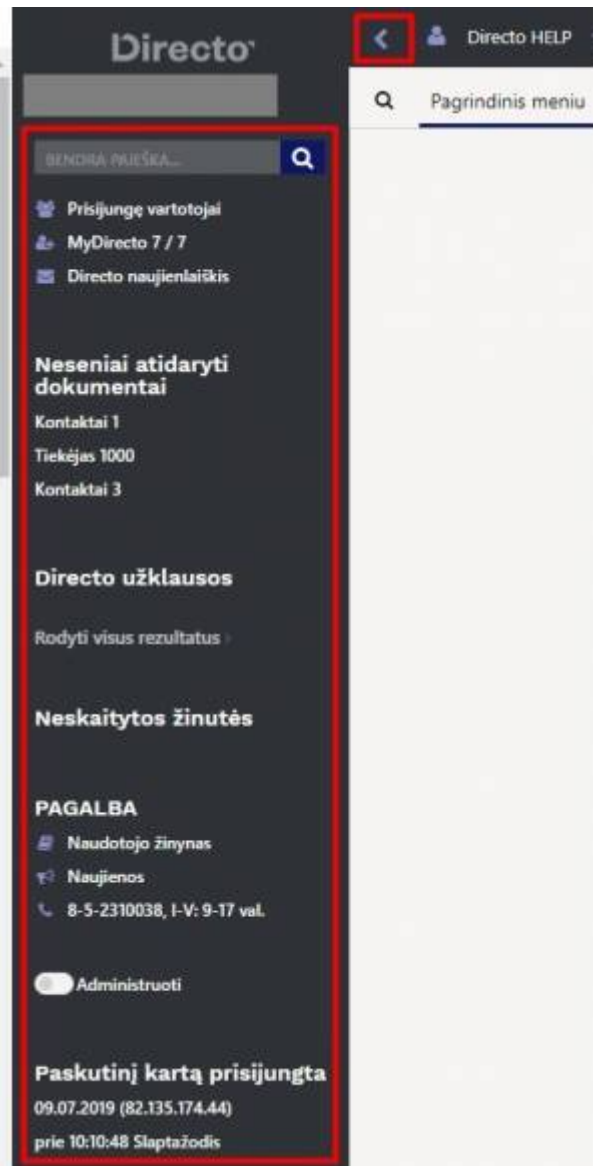 Directo
Directo HELP
Pagrindinis meniu
BENDRA PAIEŠKA...
Prisijungę vartotojai
MyDirecto 7 / 7
Directo naujienlaiškis
Neseniai atidaryti
dokumentai
Kontaktai 1
Tiekėjas 1000
Kontaktai 3
Directo užklausos
Rodyti visus rezultatus ›
Neskaitytos žinutės
PAGALBA
Naudotojo žinynas
Naujienos
8-5-2310038, I-V: 9-17 val.
Administruoti
Paskutinį kartą prisijungta
09.07.2019 (82.135.174.44)
prie 10:10:48 Slaptažodis